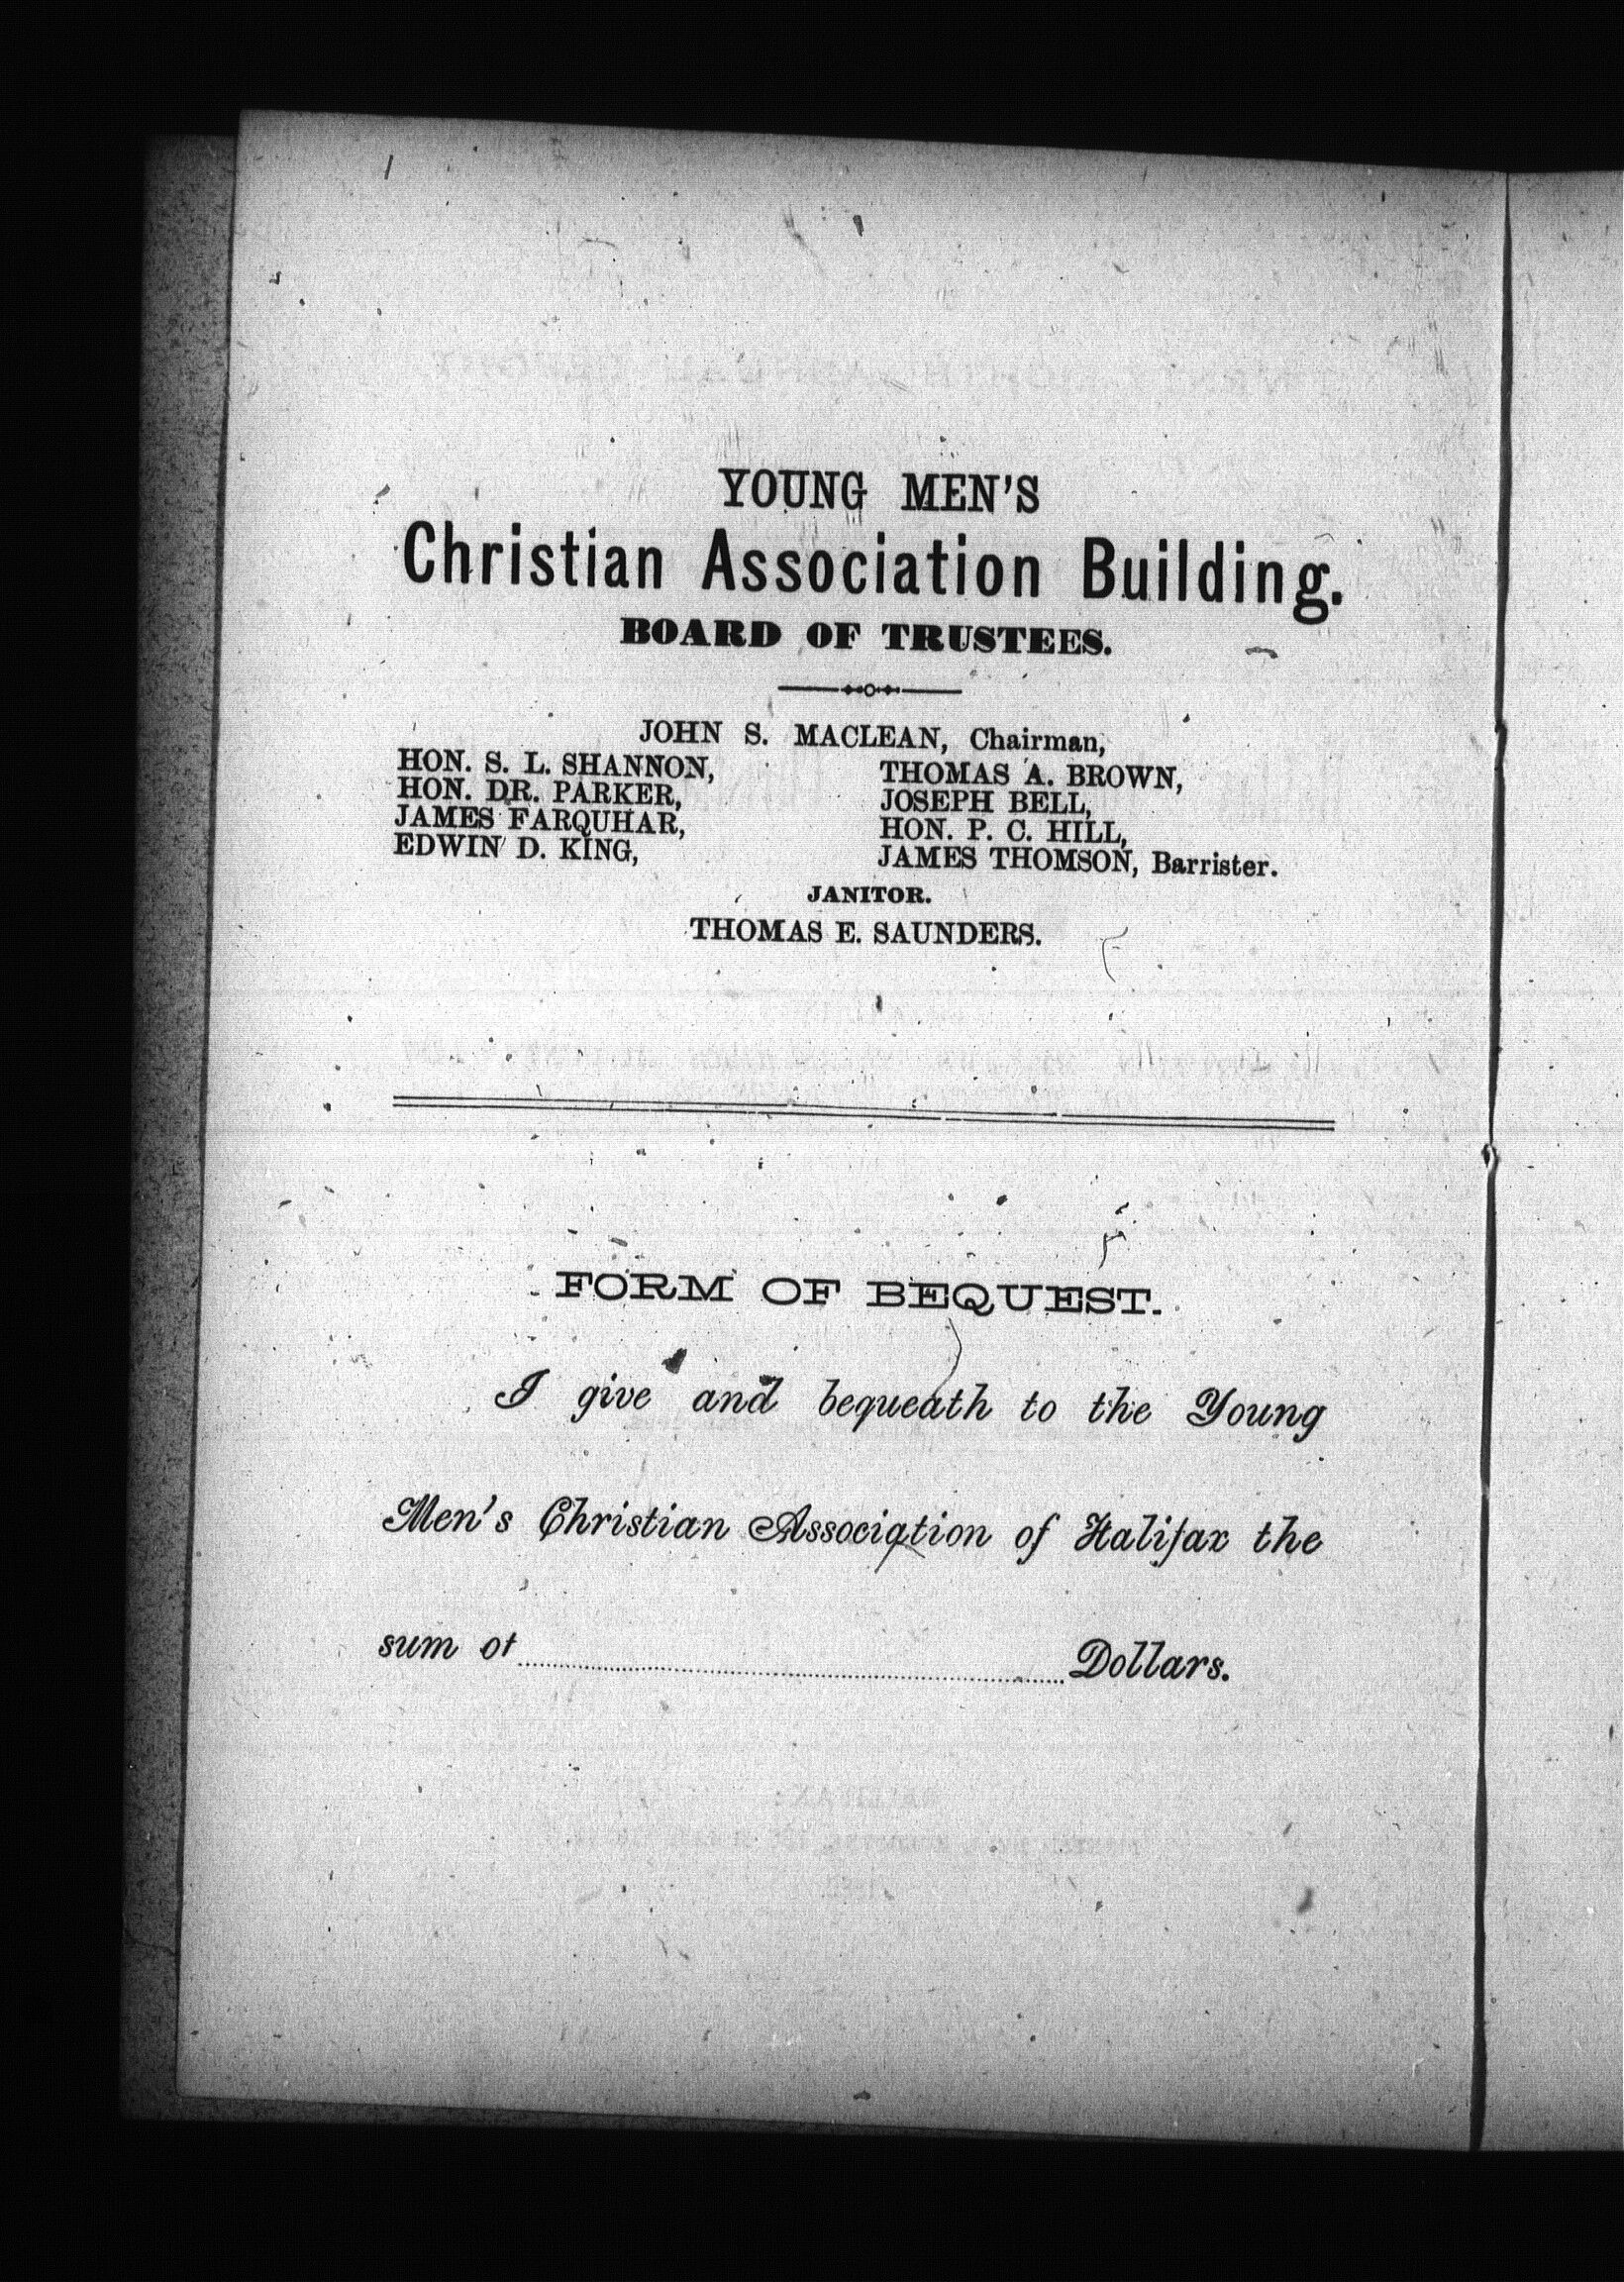 YOUNG MEN'S
Christian Association Building.
BOARD OF TRUSTEES.
JOHN S. MACLEAN, Chairman,
HON. S. L. SHANNON,
HON. DR. PARKER,
JAMES FARQUHAR,
EDWIN D. KING,
THOMAS A. BROWN,
JOSEPH BELL,
HON. P. C. HILL,
JAMES THOMSON, Barrister.
JANITOR.
THOMAS E. SAUNDERS.
FORM OF BEQUEST.
I give and bequeath to the Young
Men's Christian Association of Halifax the
sum of Dollars.